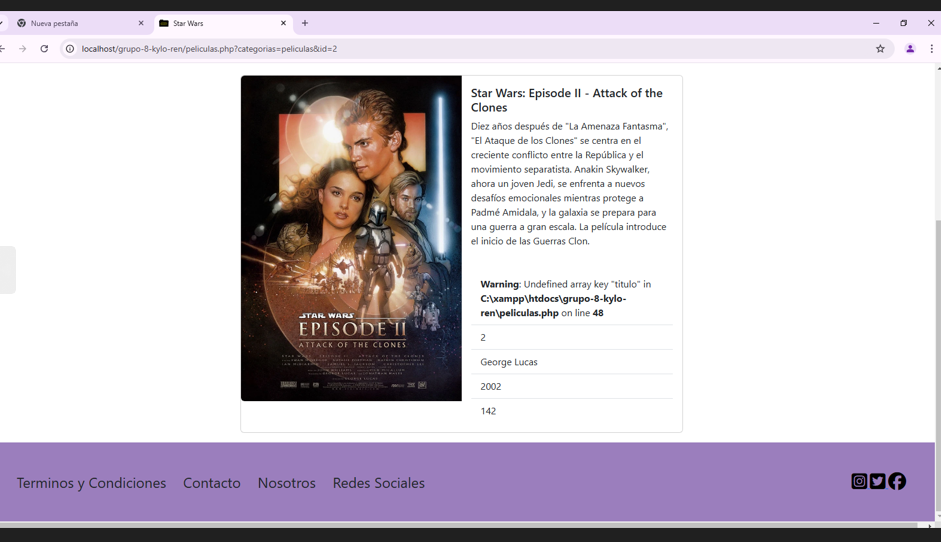 Nueva pestaña
Star Wars
localhost/grupo-8-kylo-ren/peliculas.php?categorias=peliculas&id=2
Star Wars: Episode II - Attack of the
Clones
Diez años después de "La Amenaza Fantasma",
"El Ataque de los Clones" se centra en el
creciente conflicto entre la República y el
movimiento separatista. Anakin Skywalker,
ahora un joven Jedi, se enfrenta a nuevos
desafíos emocionales mientras protege a
Padmé Amidala, y la galaxia se prepara para
una guerra a gran escala. La película introduce
el inicio de las Guerras Clon.
Warning: Undefined array key "titulo" in
C:\xampp\htdocs\grupo-8-kylo-
ren\peliculas.php on line 48
2
George Lucas
2002
142
STAR WARS
EPISODE II
ATTACK OF THE CLONES
Terminos y Condiciones
Contacto
Nosotros
Redes Sociales